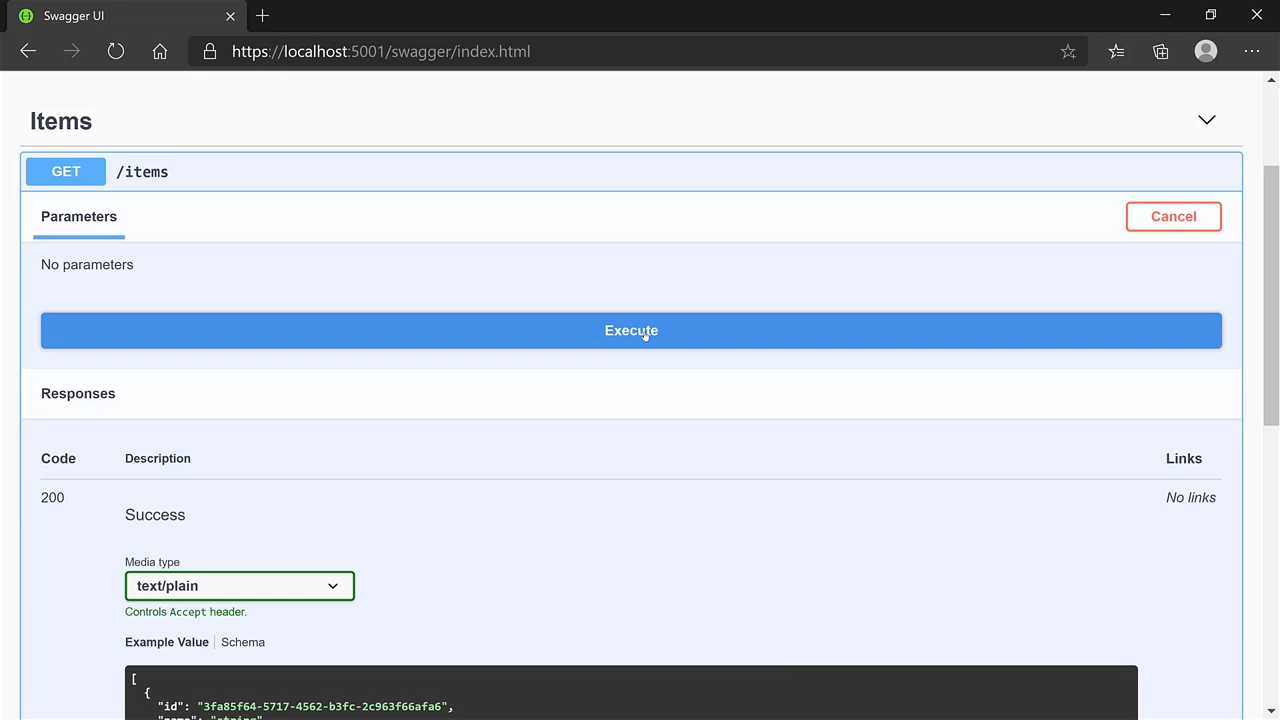 Swagger UI
https://localhost:5001/swagger/index.html
Items
GET /items
Parameters
Cancel
No parameters
Execute
Responses
Code Description Links
200 Success No links
Media type
text/plain
Controls Accept header.
Example Value Schema
[
{
"id": "3fa85f64-5717-4562-b3fc-2c963f66afa6",
"name": "string"